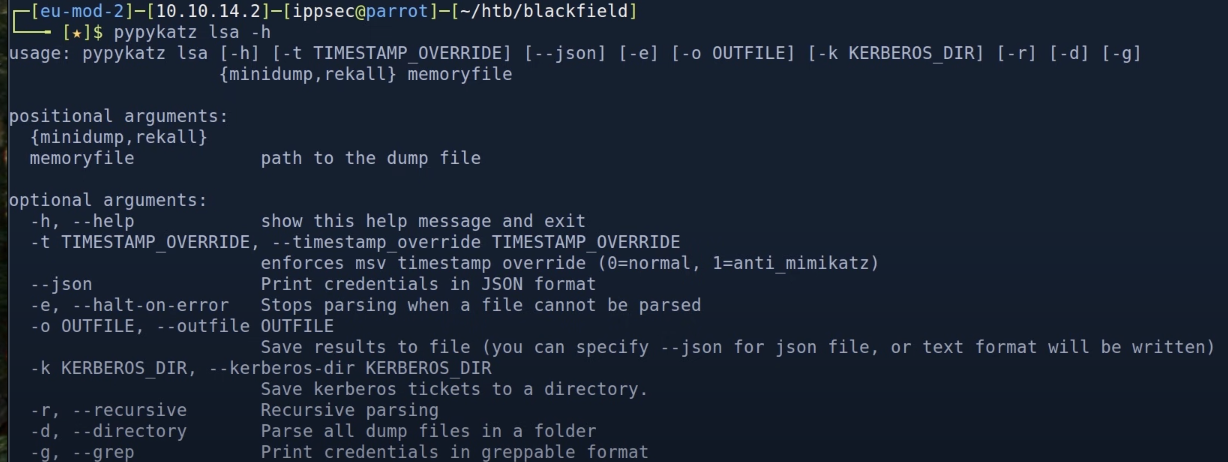 ┌─[eu-mod-2]─[10.10.14.2]─[ippsec@parrot]─[~/htb/blackfield]
└──╼ [★]$ pypykatz lsa -h
usage: pypykatz lsa [-h] [-t TIMESTAMP_OVERRIDE] [--json] [-e] [-o OUTFILE] [-k KERBEROS_DIR] [-r] [-d] [-g]
                    {minidump,rekall} memoryfile

positional arguments:
  {minidump,rekall}
  memoryfile            path to the dump file

optional arguments:
  -h, --help            show this help message and exit
  -t TIMESTAMP_OVERRIDE, --timestamp_override TIMESTAMP_OVERRIDE
                        enforces msv timestamp override (0=normal, 1=anti_mimikatz)
  --json                Print credentials in JSON format
  -e, --halt-on-error   Stops parsing when a file cannot be parsed
  -o OUTFILE, --outfile OUTFILE
                        Save results to file (you can specify --json for json file, or text format will be written)
  -k KERBEROS_DIR, --kerberos-dir KERBEROS_DIR
                        Save kerberos tickets to a directory.
  -r, --recursive       Recursive parsing
  -d, --directory       Parse all dump files in a folder
  -g, --grep            Print credentials in greppable format